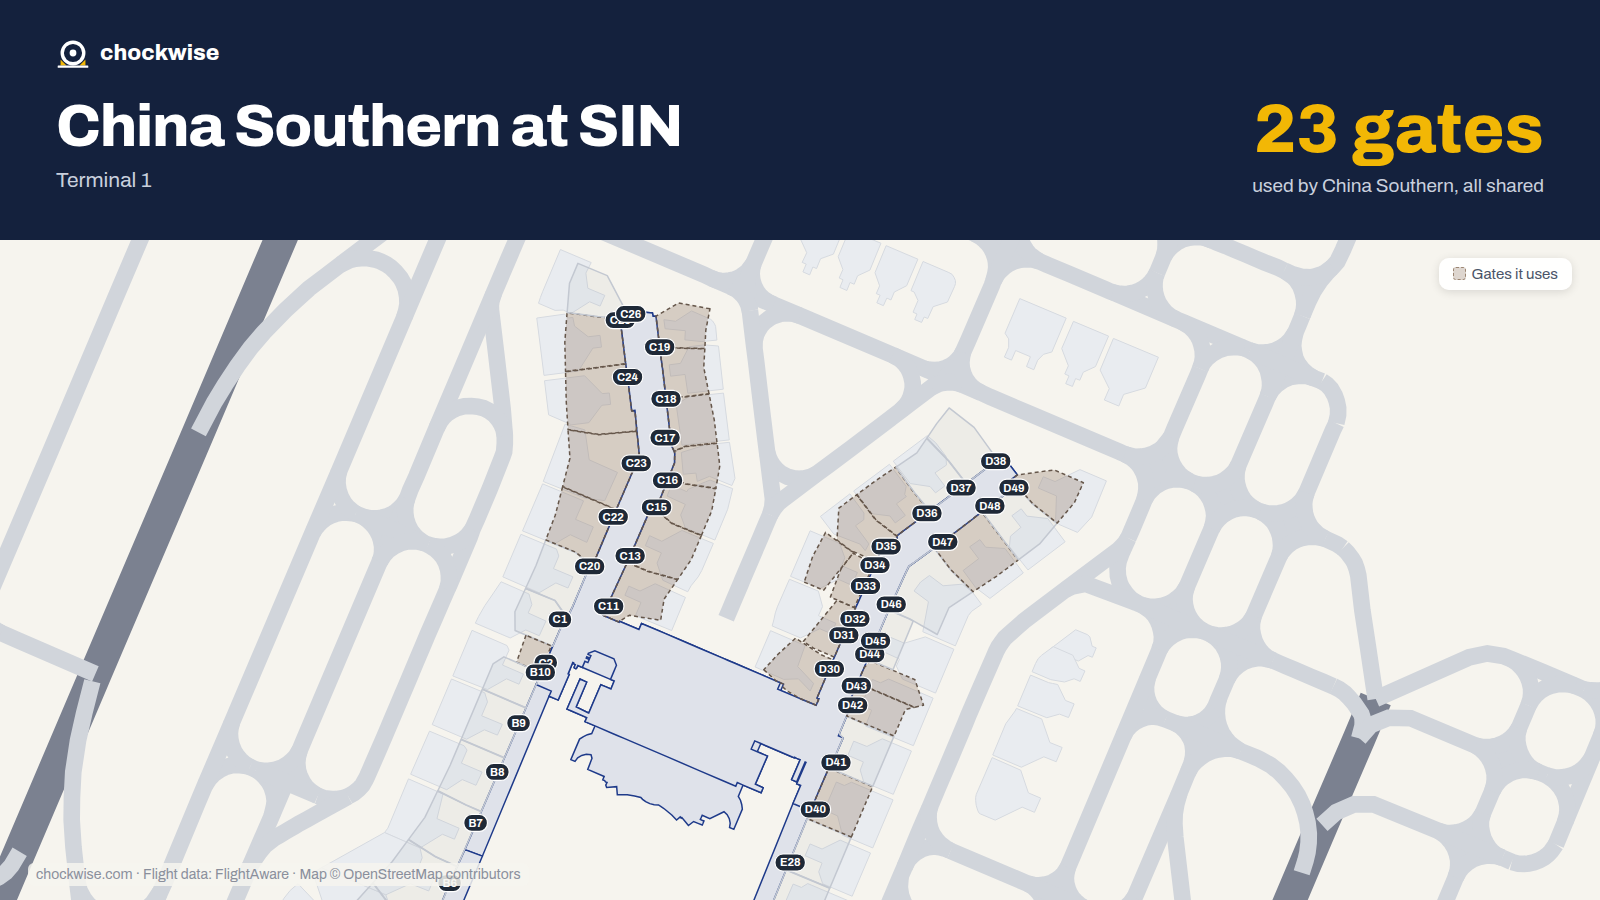 chockwise
China Southern at SIN
Terminal 1
23 gates
used by China Southern, all shared
Gates it uses
C26
C19
C24
C18
C17
C23
C16
C15
C22
C13
C20
C11
C1
B10
B9
B8
B7
D38
D37
D49
D48
D36
D47
D35
D34
D33
D46
D32
D31
D45
D44
D30
D43
D42
D41
D40
E28
chockwise.com · Flight data: FlightAware · Map © OpenStreetMap contributors